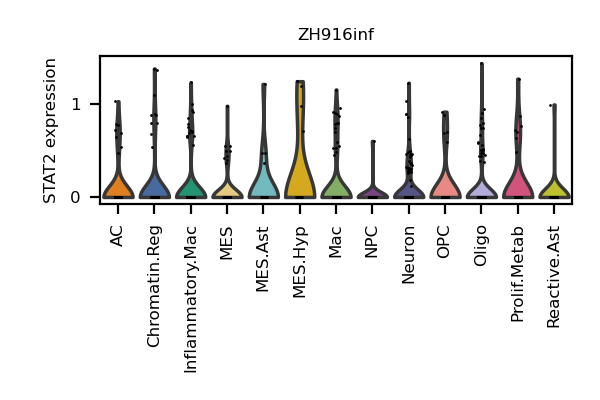 ZH916inf
STAT2 expression
1
0
AC
Chromatin.Reg
Inflammatory.Mac
MES
MES.Ast
MES.Hyp
Mac
NPC
Neuron
OPC
Oligo
Prolif.Metab
Reactive.Ast